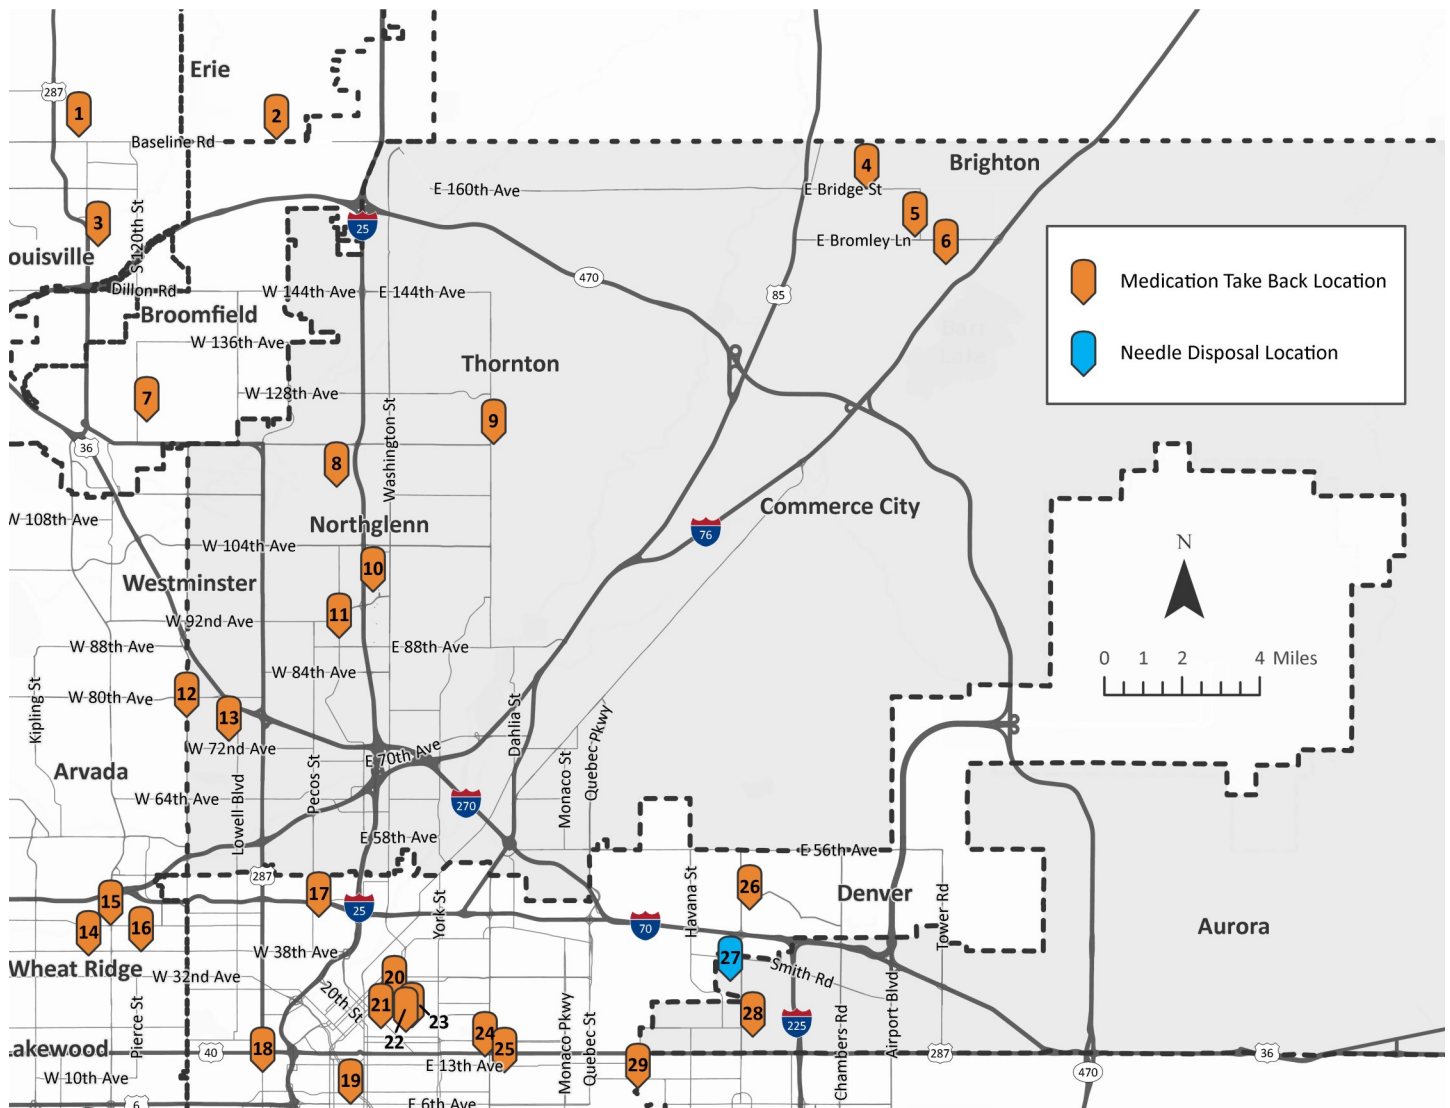 Erie
287
1
2
Baseline Rd
4
Brighton
E 160th Ave
E Bridge St
5
6
E Bromley Ln
3
S 120th St
25
ouisville
Dillon Rd
W 144th Ave
E 144th Ave
470
85
Medication Take Back Location
Needle Disposal Location
Broomfield
W 136th Ave
Barr
Lake
Thornton
W 128th Ave
7
9
36
8
Washington St
Commerce City
76
W 108th Ave
Northglenn
W 104th Ave
10
Westminster
11
W 92nd Ave
W 88th Ave
E 88th Ave
W 84th Ave
N
0 1 2 4 Miles
12
W 80th Ave
13
Kipling St
W 72nd Ave
E 70th Ave
Dahlia St
Quebec Pkwy
Monaco St
Arvada
W 64th Ave
Lowell Blvd
Pecos St
270
E 58th Ave
E 56th Ave
287
17
25
15
14
16
York St
70
Havana St
26
Denver
Tower Rd
Aurora
W 38th Ave
Wheat Ridge
W 32nd Ave
20
21
22
23
20th St
27
Smith Rd
28
225
Airport Blvd
Chambers Rd
Pierce St
akewood
40
18
24
25
E 13th Ave
Monaco Pkwy
Quebec St
29
287
36
470
W 10th Ave
19
6
E 6th Ave